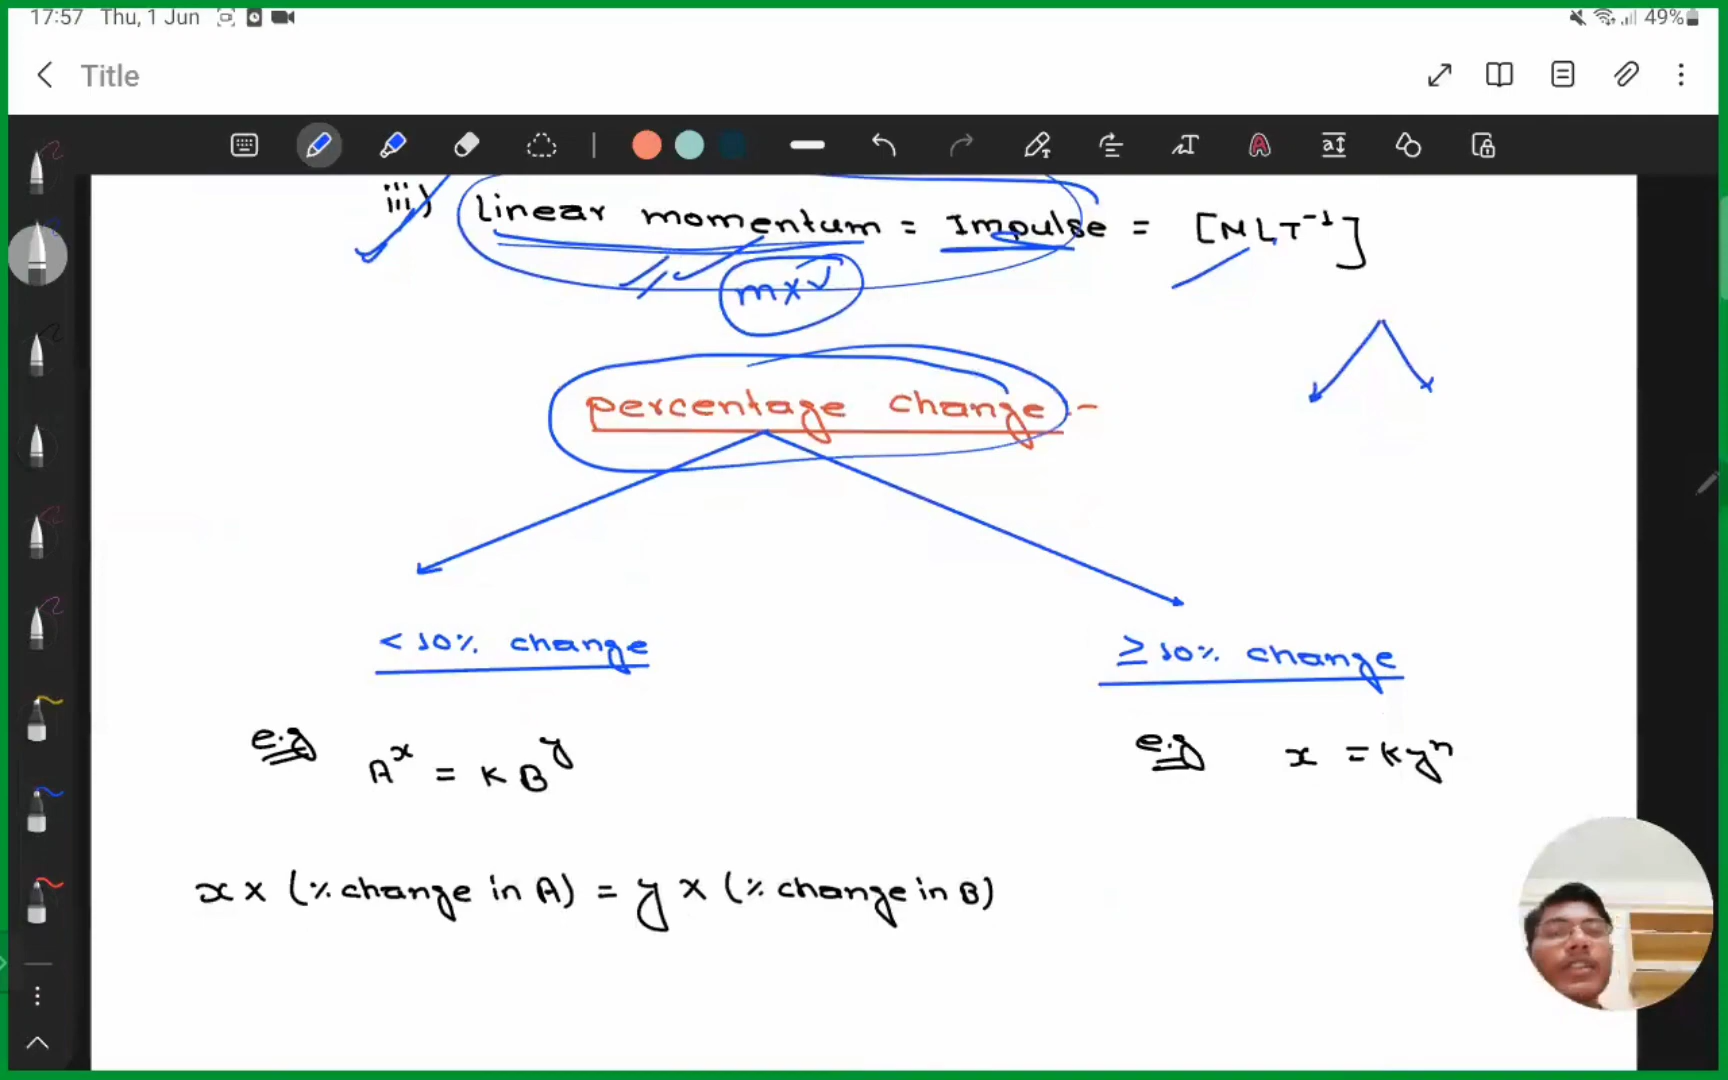 17:57 Thu, 1 Jun 49%
Title
iii) Linear momentum = Impulse = [MLT⁻¹]
m×v
percentage change :-
< 10% change ≥ 10% change
e.g Aˣ = K Bʸ e.g x = K yⁿ
x × (% change in A) = y × (% change in B)